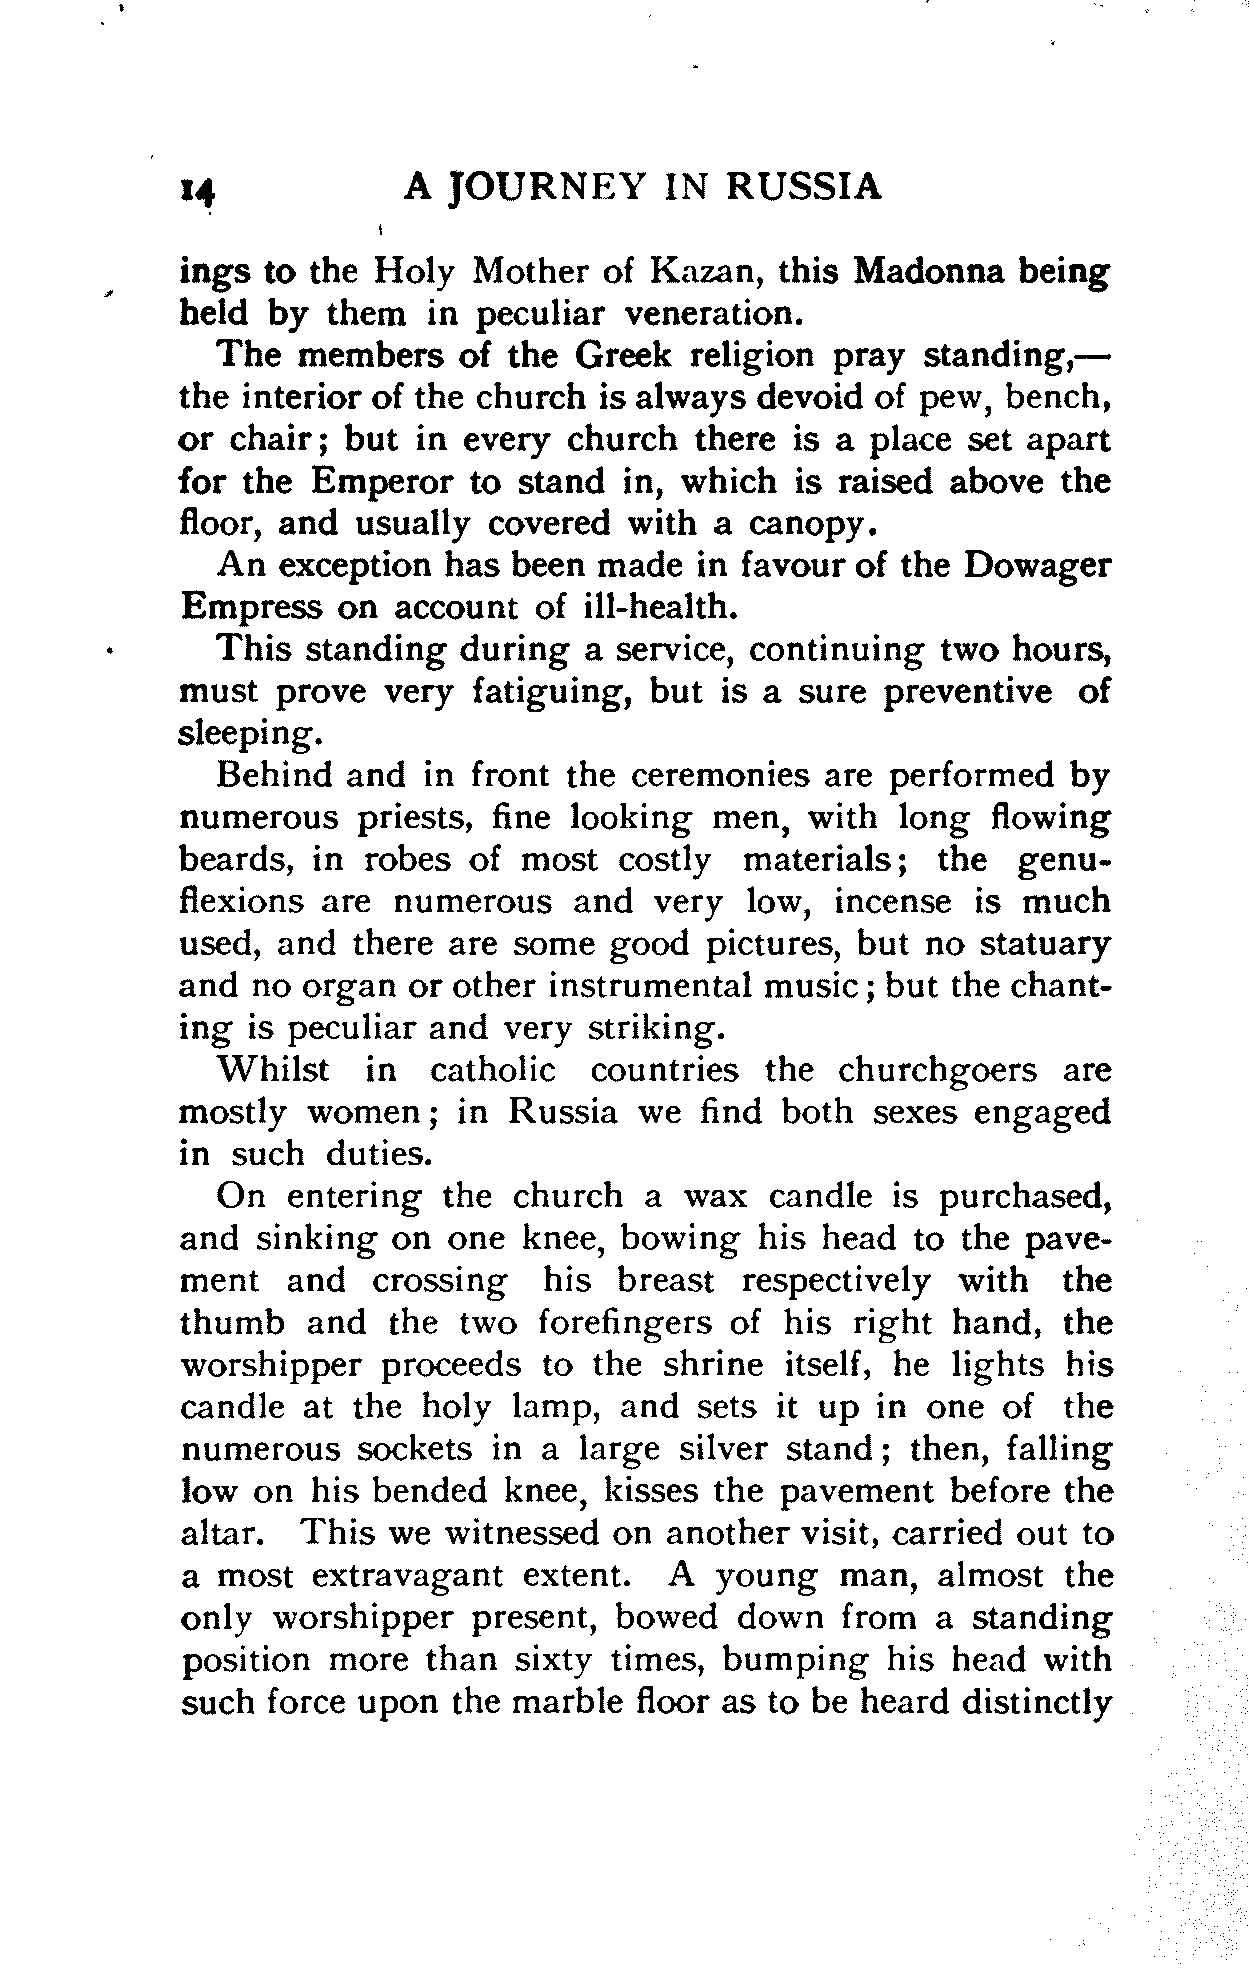 14 A JOURNEY IN RUSSIA
ings to the Holy Mother of Kazan, this Madonna being
held by them in peculiar veneration.
The members of the Greek religion pray standing,—
the interior of the church is always devoid of pew, bench,
or chair; but in every church there is a place set apart
for the Emperor to stand in, which is raised above the
floor, and usually covered with a canopy.
An exception has been made in favour of the Dowager
Empress on account of ill-health.
This standing during a service, continuing two hours,
must prove very fatiguing, but is a sure preventive of
sleeping.
Behind and in front the ceremonies are performed by
numerous priests, fine looking men, with long flowing
beards, in robes of most costly materials; the genu-
flexions are numerous and very low, incense is much
used, and there are some good pictures, but no statuary
and no organ or other instrumental music; but the chant-
ing is peculiar and very striking.
Whilst in catholic countries the churchgoers are
mostly women; in Russia we find both sexes engaged
in such duties.
On entering the church a wax candle is purchased,
and sinking on one knee, bowing his head to the pave-
ment and crossing his breast respectively with the
thumb and the two forefingers of his right hand, the
worshipper proceeds to the shrine itself, he lights his
candle at the holy lamp, and sets it up in one of the
numerous sockets in a large silver stand; then, falling
low on his bended knee, kisses the pavement before the
altar. This we witnessed on another visit, carried out to
a most extravagant extent. A young man, almost the
only worshipper present, bowed down from a standing
position more than sixty times, bumping his head with
such force upon the marble floor as to be heard distinctly